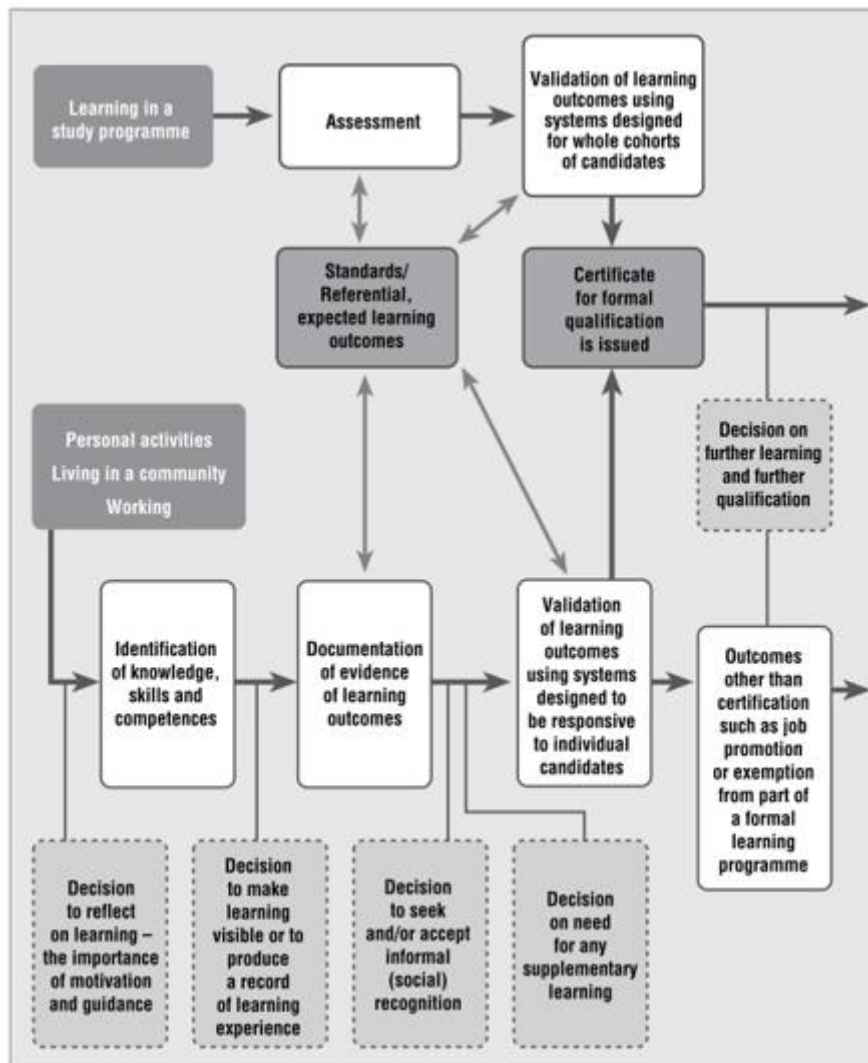 Learning in a
study programme
Assessment
Validation of learning
outcomes using
systems designed
for whole cohorts
of candidates
Standards/
Referential,
expected learning
outcomes
Certificate
for formal
qualification
is issued
Personal activities
Living in a community
Working
Decision on
further learning
and further
qualification
Identification
of knowledge,
skills and
competences
Documentation
of evidence
of learning
outcomes
Validation
of learning
outcomes
using systems
designed to
be responsive
to individual
candidates
Outcomes
other than
certification
such as job
promotion
or exemption
from part of
a formal
learning
programme
Decision
to reflect
on learning –
the importance
of motivation
and guidance
Decision
to make
learning
visible or to
produce
a record
of learning
experience
Decision
to seek
and/or accept
informal
(social)
recognition
Decision
on need
for any
supplementary
learning